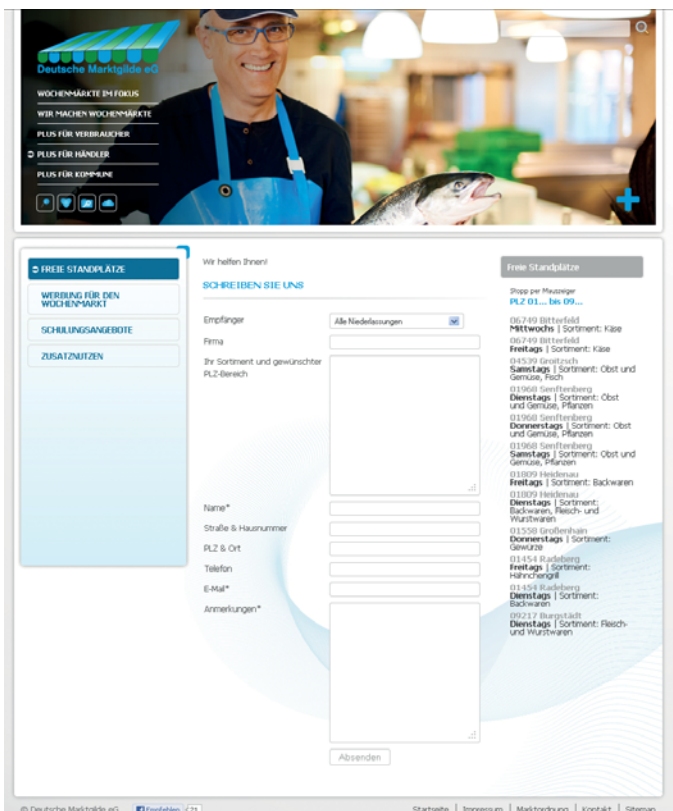 Deutsche Marktgilde eG
WOCHENMÄRKTE IM FOKUS
WIR MACHEN WOCHENMÄRKTE
PLUS FÜR VERBRAUCHER
PLUS FÜR HÄNDLER
PLUS FÜR KOMMUNE
FREIE STANDPLÄTZE
WERBUNG FÜR DEN
WOCHENMARKT
SCHULUNGSANGEBOTE
ZUSATZNUTZEN
Wir helfen Ihnen!
SCHREIBEN SIE UNS
Empfänger
Alle Niederlassungen
Firma
Ihr Sortiment und gewünschter
PLZ-Bereich
Name*
Straße & Hausnummer
PLZ & Ort
Telefon
E-Mail*
Anmerkungen*
Absenden
Freie Standplätze
Stopp per Mauszeiger
PLZ 01... bis 09...
06749 Bitterfeld
Mittwochs | Sortiment: Käse
06749 Bitterfeld
Freitags | Sortiment: Käse
04539 Groitzsch
Samstags | Sortiment: Obst und
Gemüse, Fisch
01968 Senftenberg
Dienstags | Sortiment: Obst
und Gemüse, Pflanzen
01968 Senftenberg
Donnerstags | Sortiment: Obst
und Gemüse, Pflanzen
01968 Senftenberg
Samstags | Sortiment: Obst und
Gemüse, Pflanzen
01809 Heidenau
Freitags | Sortiment: Backwaren
01809 Heidenau
Dienstags | Sortiment:
Backwaren, Fleisch- und
Wurstwaren
01558 Großenhain
Donnerstags | Sortiment:
Gewürze
01454 Radeberg
Freitags | Sortiment:
Hähnchengrill
01454 Radeberg
Dienstags | Sortiment:
Backwaren
09217 Burgstädt
Dienstags | Sortiment: Fleisch-
und Wurstwaren
© Deutsche Marktgilde eG
Empfehlen 71
Startseite | Impressum | Marktordnung | Kontakt | Sitemap